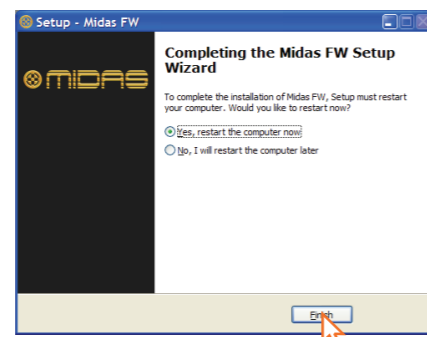 Setup - Midas FW
Completing the Midas FW Setup
Wizard
MIDAS
To complete the installation of Midas FW, Setup must restart
your computer. Would you like to restart now?
Yes, restart the computer now
No, I will restart the computer later
Finish